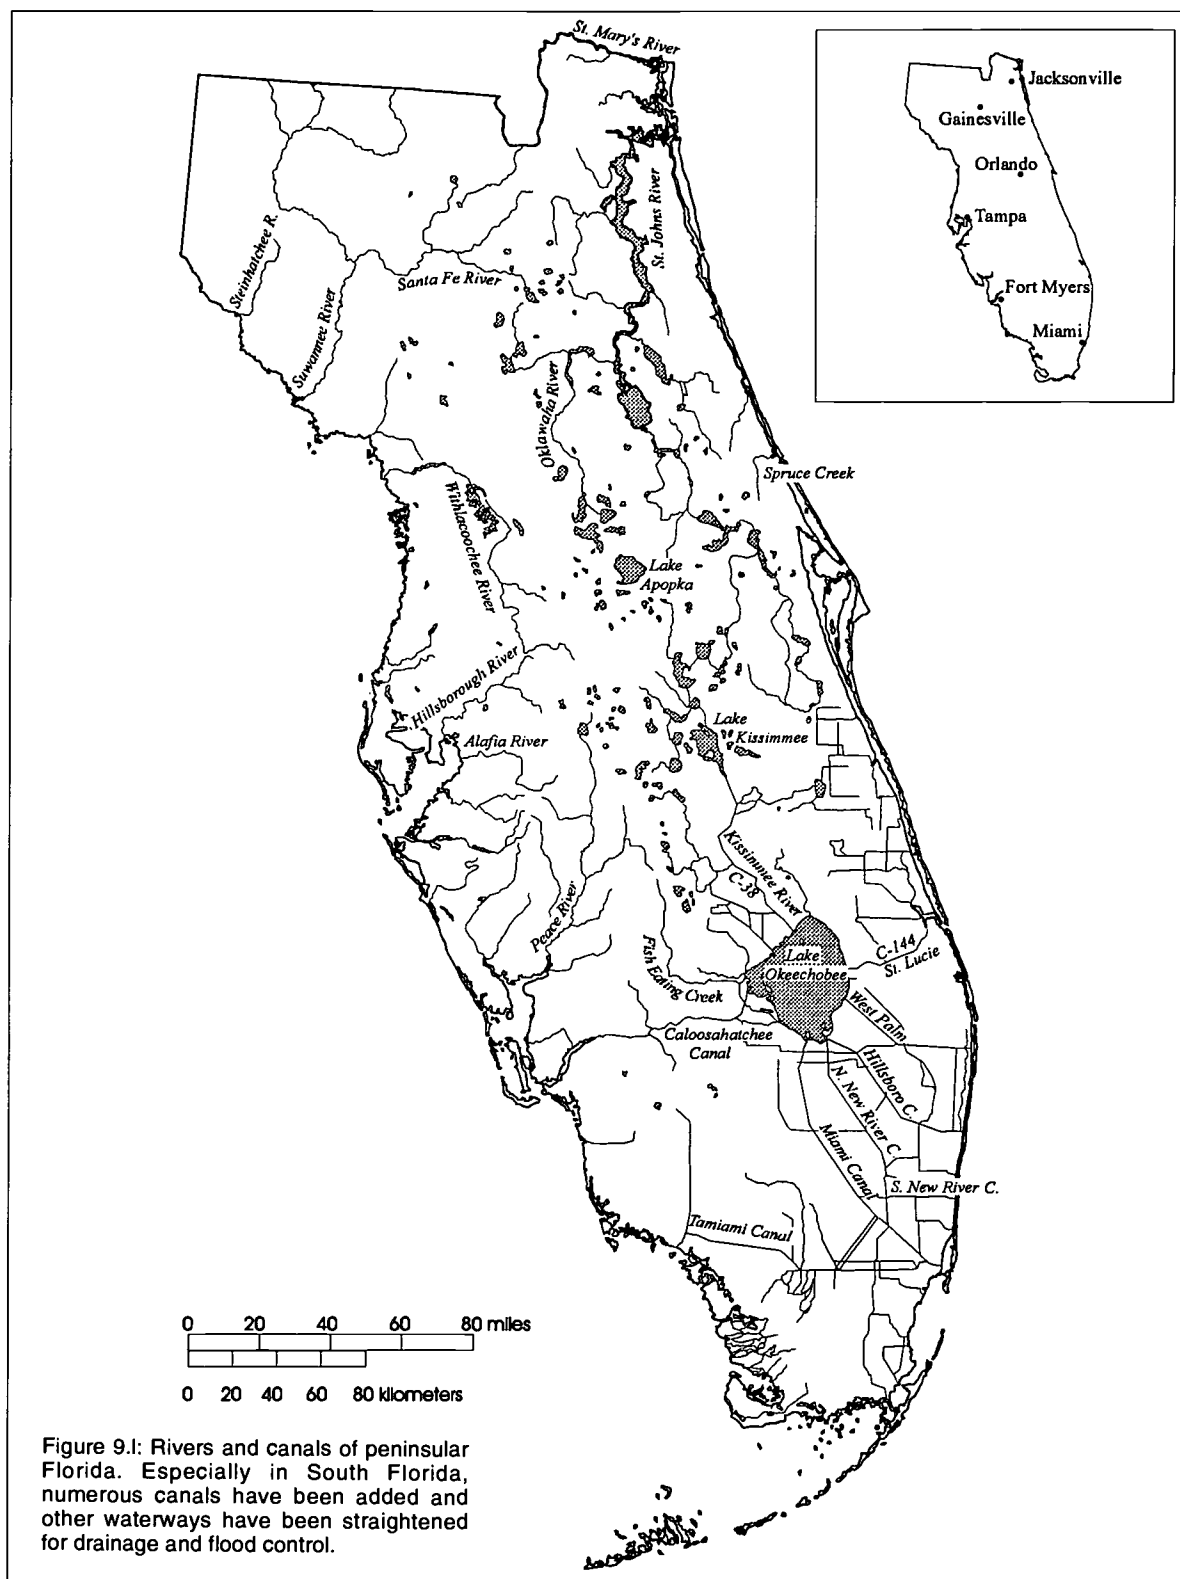 St. Mary's River
Jacksonville
Gainesville
Orlando
Tampa
Fort Myers
Miami
St. Johns River
Steinhatchee R.
Santa Fe River
Suwannee River
Oklawaha River
Spruce Creek
Withlacoochee River
Lake
Apopka
Hillsborough River
Alafia River
Lake
Kissimmee
Kissimmee River
C-38
Peace River
Fish Eating Creek
Lake
Okeechobee
C-144
St. Lucie
West Palm
Caloosahatchee
Canal
Hillsboro C.
N. New River C.
Miami Canal
S. New River C.
Tamiami Canal
0 20 40 60 80 miles
0 20 40 60 80 kilometers
Figure 9.I: Rivers and canals of peninsular
Florida. Especially in South Florida,
numerous canals have been added and
other waterways have been straightened
for drainage and flood control.